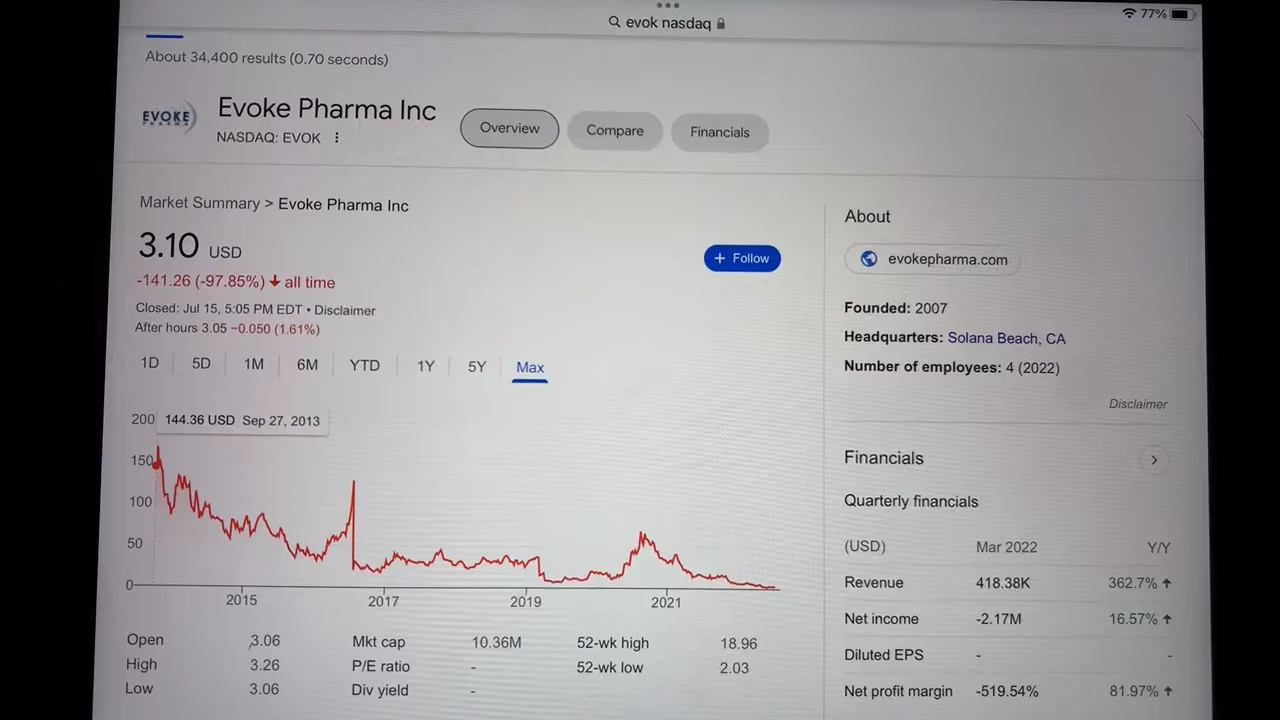 evok nasdaq
77%
About 34,400 results (0.70 seconds)
EVOKE
PHARMA
Evoke Pharma Inc
NASDAQ: EVOK
Overview
Compare
Financials
Market Summary > Evoke Pharma Inc
3.10 USD
+ Follow
-141.26 (-97.85%) ↓ all time
Closed: Jul 15, 5:05 PM EDT • Disclaimer
After hours 3.05 −0.050 (1.61%)
1D 5D 1M 6M YTD 1Y 5Y Max
200
144.36 USD Sep 27, 2013
150
100
50
0
2015 2017 2019 2021
Open 3.06 Mkt cap 10.36M 52-wk high 18.96
High 3.26 P/E ratio - 52-wk low 2.03
Low 3.06 Div yield -
About
evokepharma.com
Founded: 2007
Headquarters: Solana Beach, CA
Number of employees: 4 (2022)
Disclaimer
Financials
Quarterly financials
(USD) Mar 2022 Y/Y
Revenue 418.38K 362.7% ↑
Net income -2.17M 16.57% ↑
Diluted EPS - -
Net profit margin -519.54% 81.97% ↑